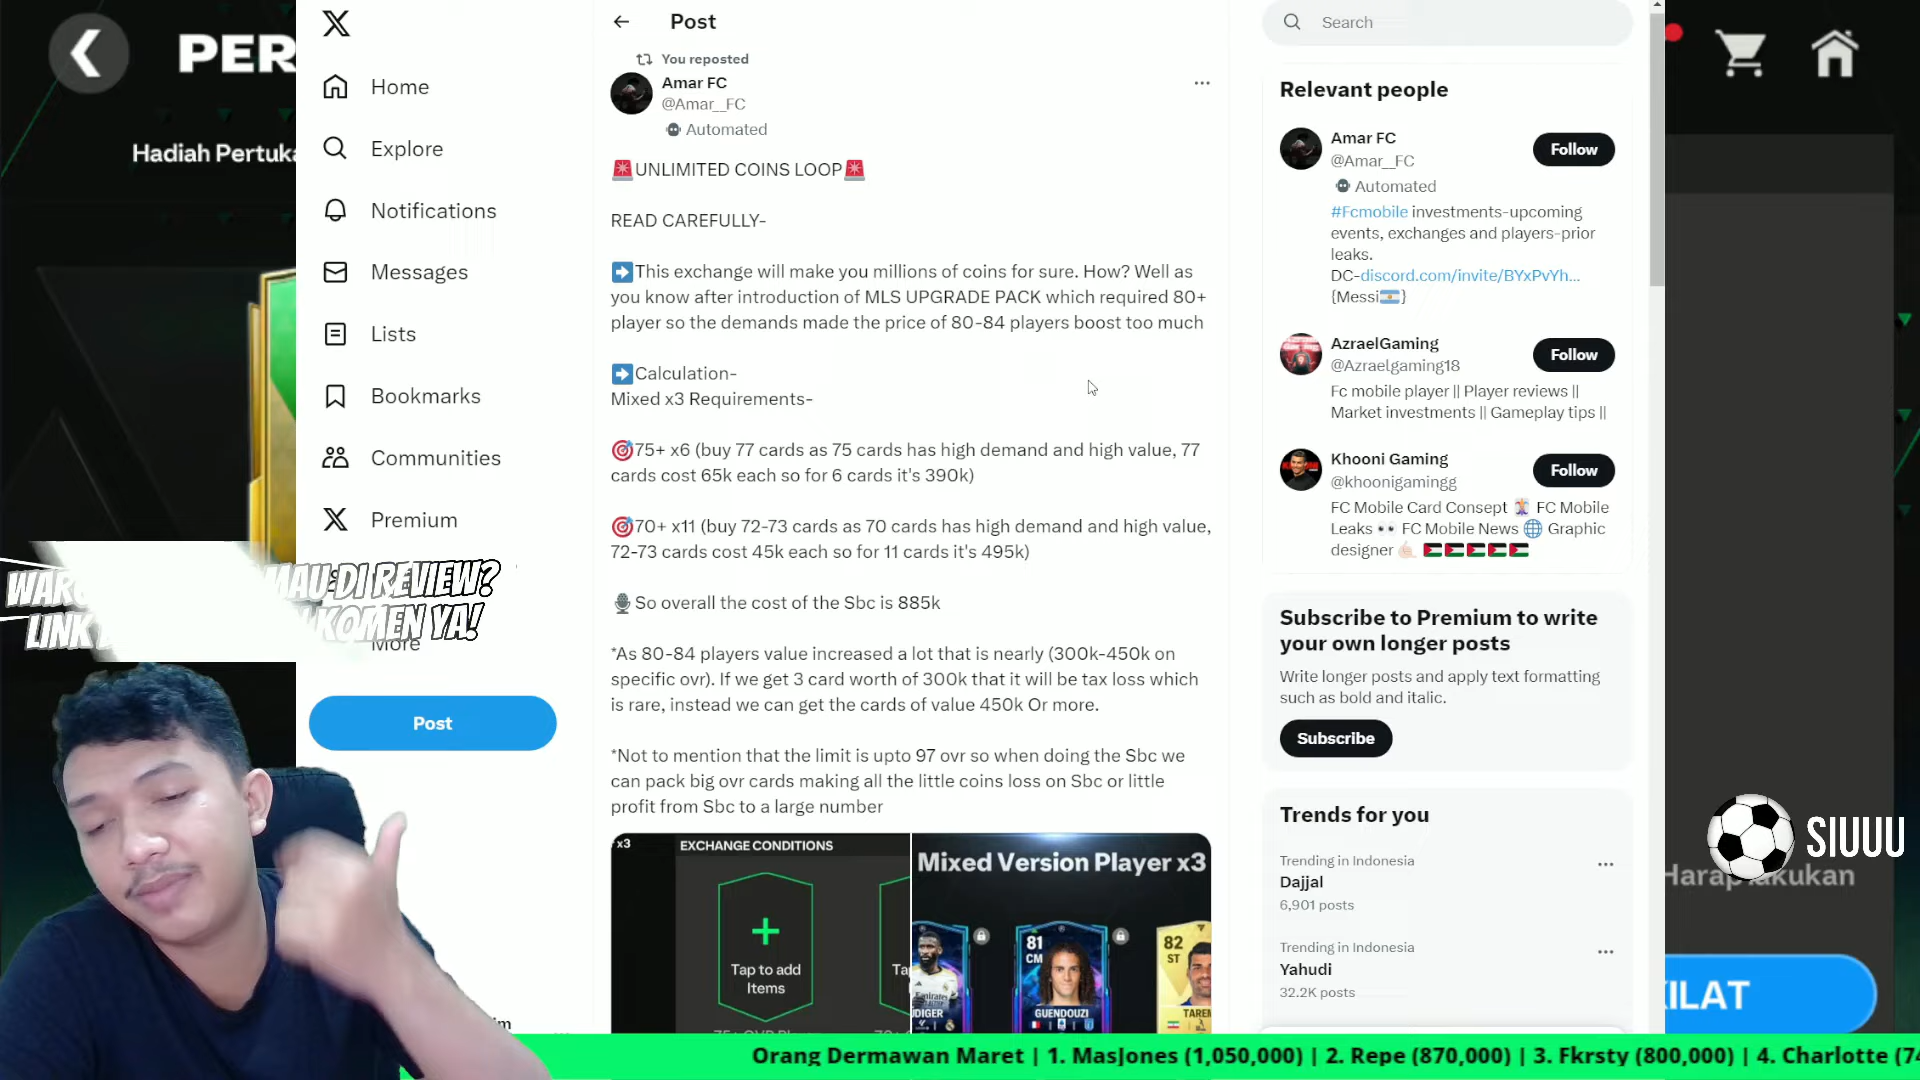 PER
Hadiah Pertuka
Home
Explore
Notifications
Messages
Lists
Bookmarks
Communities
Premium
More
Post
Post
You reposted
Amar FC
@Amar__FC
Automated
🚨UNLIMITED COINS LOOP🚨
READ CAREFULLY-
➡️This exchange will make you millions of coins for sure. How? Well as
you know after introduction of MLS UPGRADE PACK which required 80+
player so the demands made the price of 80-84 players boost too much
➡️Calculation-
Mixed x3 Requirements-
🎯75+ x6 (buy 77 cards as 75 cards has high demand and high value, 77
cards cost 65k each so for 6 cards it's 390k)
🎯70+ x11 (buy 72-73 cards as 70 cards has high demand and high value,
72-73 cards cost 45k each so for 11 cards it's 495k)
🎙️So overall the cost of the Sbc is 885k
*As 80-84 players value increased a lot that is nearly (300k-450k on
specific ovr). If we get 3 card worth of 300k that it will be tax loss which
is rare, instead we can get the cards of value 450k Or more.
*Not to mention that the limit is upto 97 ovr so when doing the Sbc we
can pack big ovr cards making all the little coins loss on Sbc or little
profit from Sbc to a large number
x3
EXCHANGE CONDITIONS
Tap to add
Items
Ta
Mixed Version Player x3
81
CM
GUENDOUZI
82
ST
TAREM
DIGER
Search
Relevant people
Amar FC
@Amar__FC
Automated
Follow
#Fcmobile investments-upcoming
events, exchanges and players-prior
leaks.
DC-discord.com/invite/BYxPvYh...
{Messi🇦🇷}
AzraelGaming
@Azraelgaming18
Follow
Fc mobile player || Player reviews ||
Market investments || Gameplay tips ||
Khooni Gaming
@khoonigamingg
Follow
FC Mobile Card Consept 🃏 FC Mobile
Leaks 👀 FC Mobile News 🌐 Graphic
designer 🤙🏻 🇵🇸🇵🇸🇵🇸🇵🇸🇵🇸
Subscribe to Premium to write
your own longer posts
Write longer posts and apply text formatting
such as bold and italic.
Subscribe
Trends for you
Trending in Indonesia
Dajjal
6,901 posts
Trending in Indonesia
Yahudi
32.2K posts
MAU DI REVIEW?
LINK
KOMEN YA!
SIUUU
Harap lakukan
KILAT
Orang Dermawan Maret | 1. MasJones (1,050,000) | 2. Repe (870,000) | 3. Fkrsty (800,000) | 4. Charlotte (74